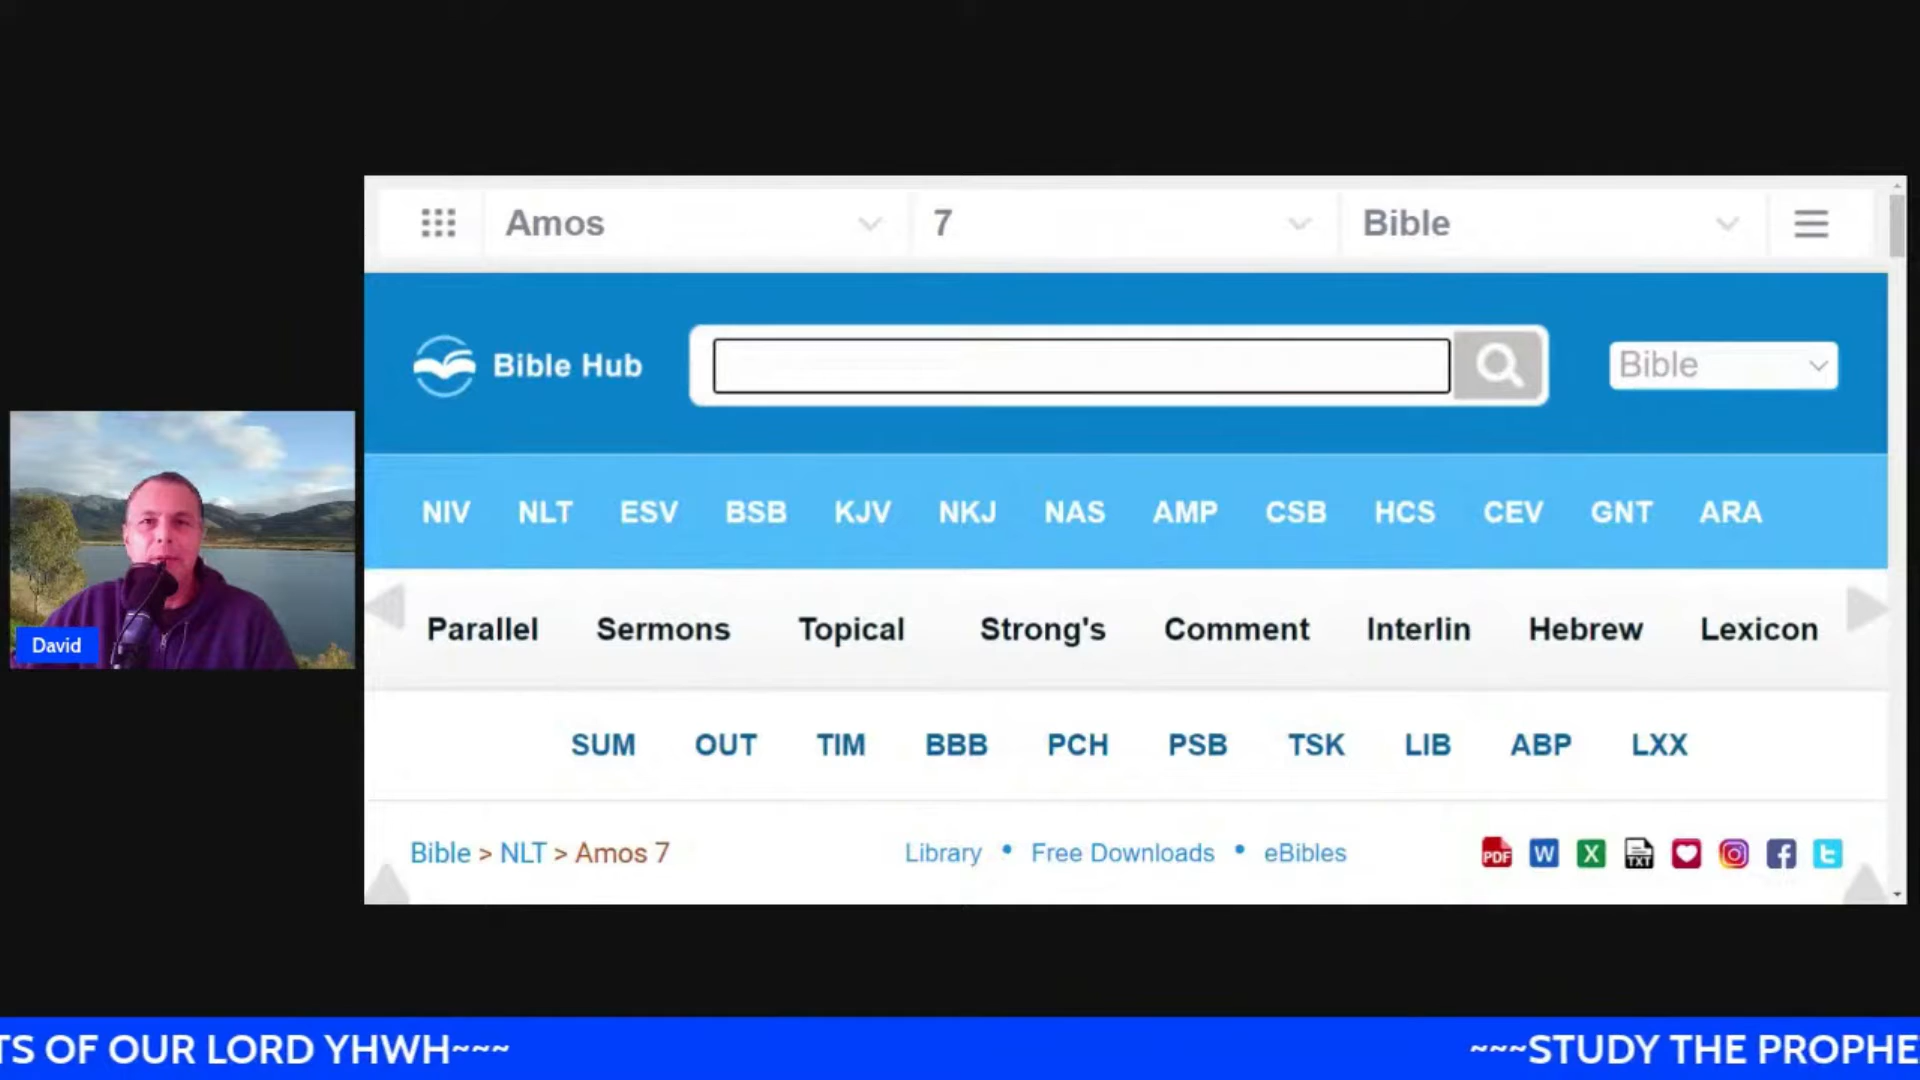 Amos 7 Bible
Bible Hub Bible
NIV NLT ESV BSB KJV NKJ NAS AMP CSB HCS CEV GNT ARA
Parallel Sermons Topical Strong's Comment Interlin Hebrew Lexicon
SUM OUT TIM BBB PCH PSB TSK LIB ABP LXX
Bible > NLT > Amos 7 Library • Free Downloads • eBibles PDF W X TXT f t
David
TS OF OUR LORD YHWH~~~ ~~~STUDY THE PROPHE